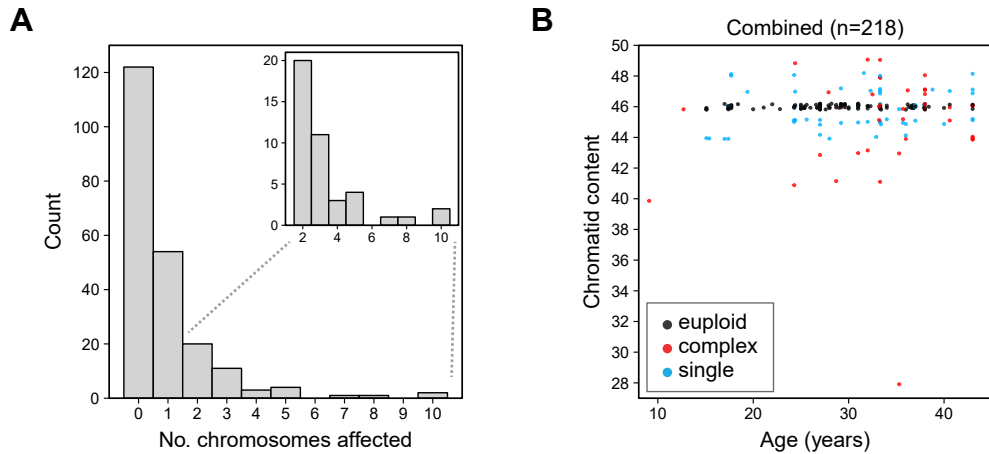 A
Count
120
100
80
60
40
20
0
0 1 2 3 4 5 6 7 8 9 10
No. chromosomes affected
20
15
10
5
0
2 4 6 8 10
B
Combined (n=218)
Chromatid content
50
48
46
44
42
40
38
36
34
32
30
28
euploid
complex
single
10 20 30 40
Age (years)